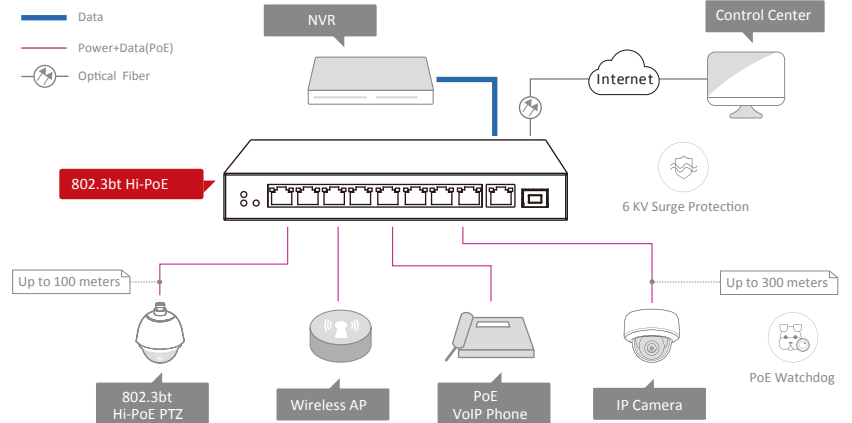 Data
Power+Data(PoE)
Optical Fiber
NVR
Control Center
Internet
802.3bt Hi-PoE
6 KV Surge Protection
Up to 100 meters
Up to 300 meters
802.3bt
Hi-PoE PTZ
Wireless AP
PoE
VoIP Phone
IP Camera
PoE Watchdog